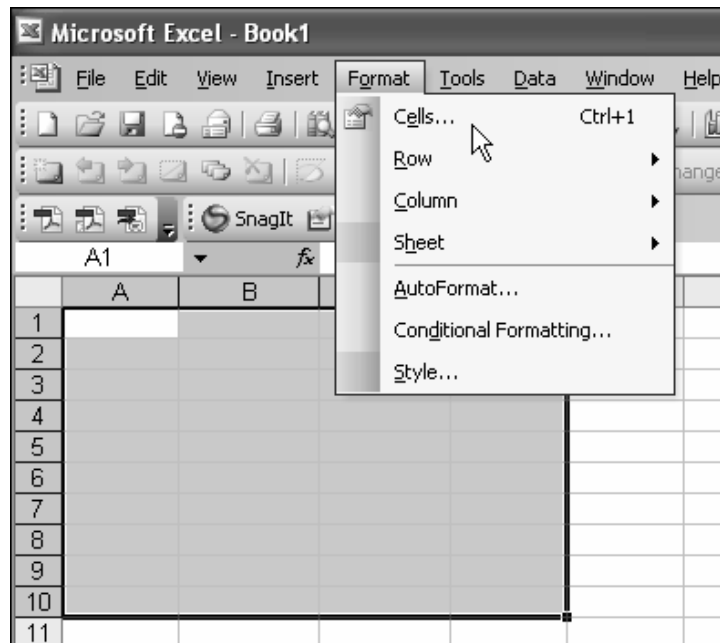 Microsoft Excel - Book1
File Edit View Insert Format Tools Data Window Help
Cells... Ctrl+1
Row
Column
Sheet
AutoFormat...
Conditional Formatting...
Style...
SnagIt
A1 fx
A B
1
2
3
4
5
6
7
8
9
10
11